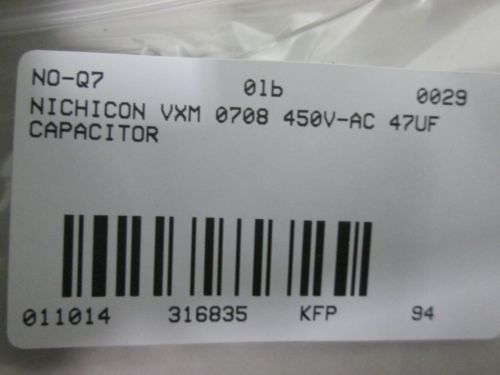 NO-Q7 01b 0029
NICHICON VXM 0708 450V-AC 47UF
CAPACITOR
011014 316835 KFP 94